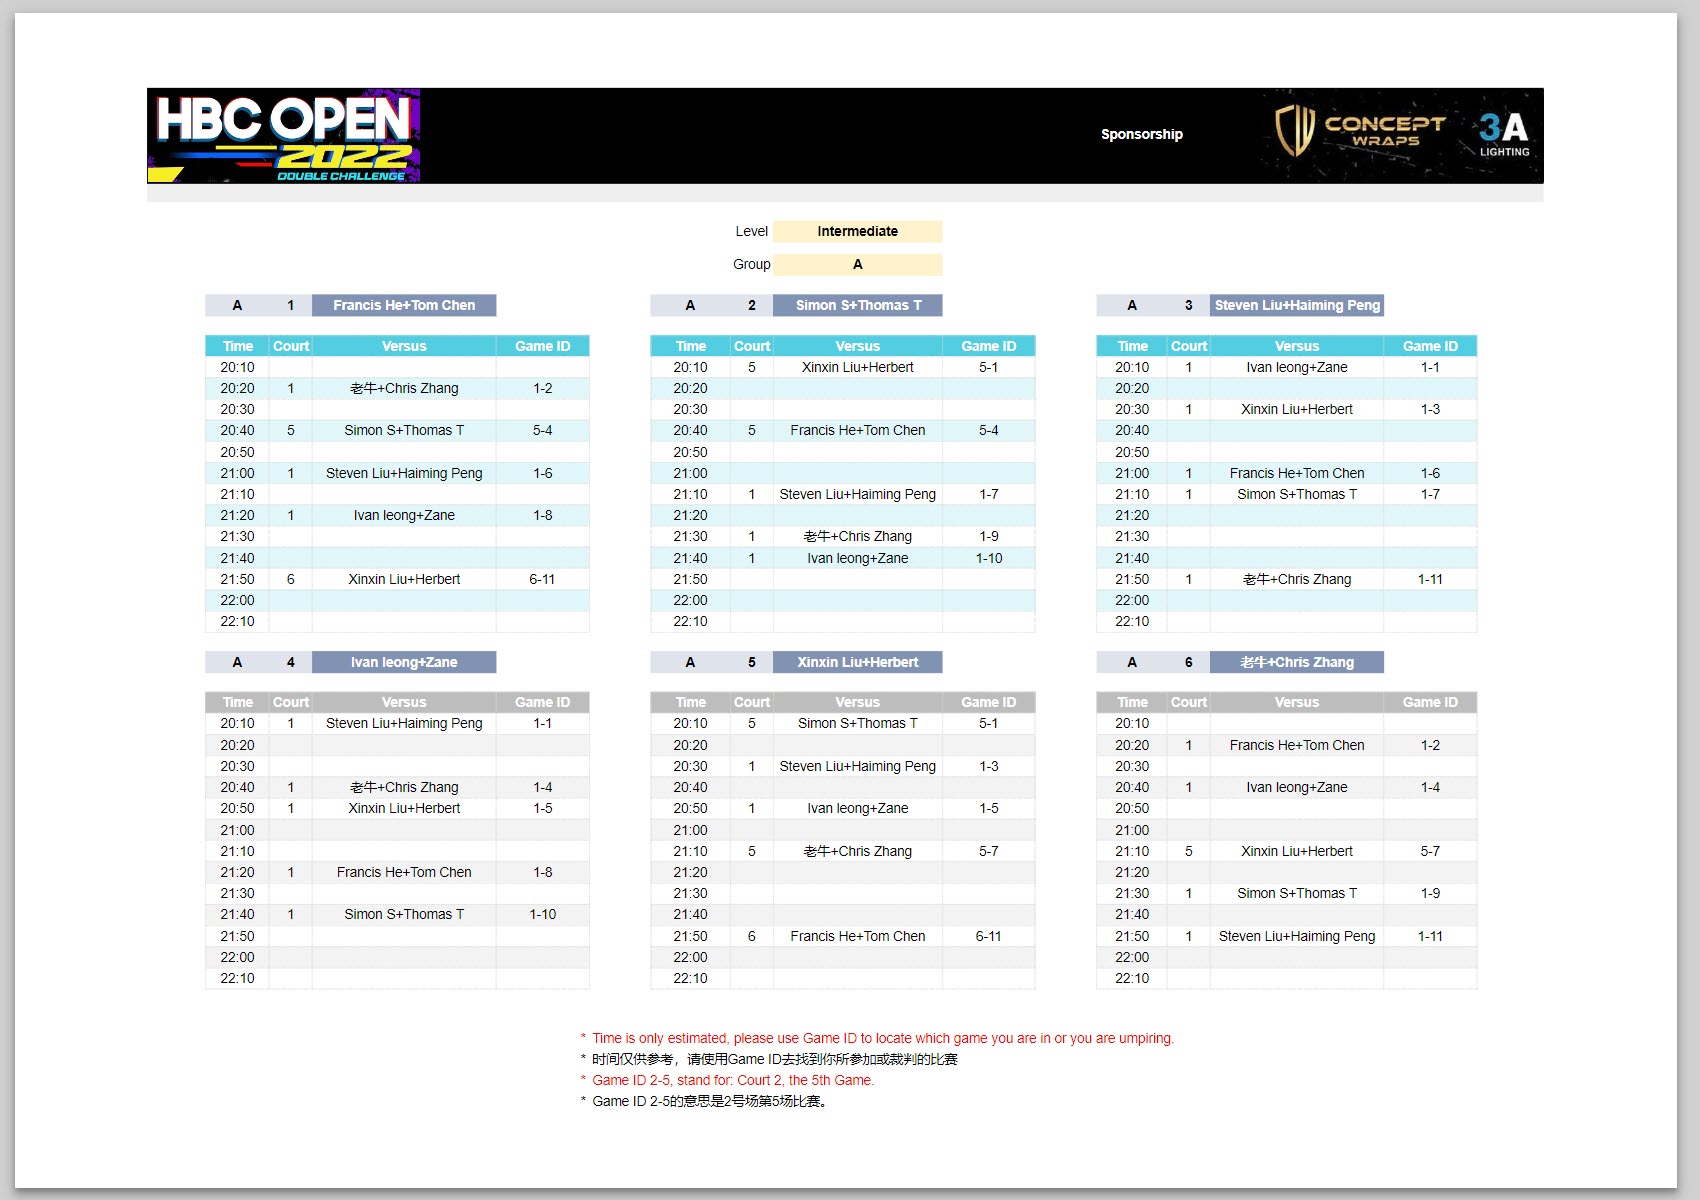 HBC OPEN
2022
DOUBLE CHALLENGE
Sponsorship
CONCEPT
WRAPS
3A
LIGHTING
Level Intermediate
Group A
A 1 Francis He+Tom Chen
Time Court Versus Game ID
20:10
20:20 1 老牛+Chris Zhang 1-2
20:30
20:40 5 Simon S+Thomas T 5-4
20:50
21:00 1 Steven Liu+Haiming Peng 1-6
21:10
21:20 1 Ivan Ieong+Zane 1-8
21:30
21:40
21:50 6 Xinxin Liu+Herbert 6-11
22:00
22:10
A 2 Simon S+Thomas T
Time Court Versus Game ID
20:10 5 Xinxin Liu+Herbert 5-1
20:20
20:30
20:40 5 Francis He+Tom Chen 5-4
20:50
21:00
21:10 1 Steven Liu+Haiming Peng 1-7
21:20
21:30 1 老牛+Chris Zhang 1-9
21:40 1 Ivan Ieong+Zane 1-10
21:50
22:00
22:10
A 3 Steven Liu+Haiming Peng
Time Court Versus Game ID
20:10 1 Ivan Ieong+Zane 1-1
20:20
20:30 1 Xinxin Liu+Herbert 1-3
20:40
20:50
21:00 1 Francis He+Tom Chen 1-6
21:10 1 Simon S+Thomas T 1-7
21:20
21:30
21:40
21:50 1 老牛+Chris Zhang 1-11
22:00
22:10
A 4 Ivan Ieong+Zane
Time Court Versus Game ID
20:10 1 Steven Liu+Haiming Peng 1-1
20:20
20:30
20:40 1 老牛+Chris Zhang 1-4
20:50 1 Xinxin Liu+Herbert 1-5
21:00
21:10
21:20 1 Francis He+Tom Chen 1-8
21:30
21:40 1 Simon S+Thomas T 1-10
21:50
22:00
22:10
A 5 Xinxin Liu+Herbert
Time Court Versus Game ID
20:10 5 Simon S+Thomas T 5-1
20:20
20:30 1 Steven Liu+Haiming Peng 1-3
20:40
20:50 1 Ivan Ieong+Zane 1-5
21:00
21:10 5 老牛+Chris Zhang 5-7
21:20
21:30
21:40
21:50 6 Francis He+Tom Chen 6-11
22:00
22:10
A 6 老牛+Chris Zhang
Time Court Versus Game ID
20:10
20:20 1 Francis He+Tom Chen 1-2
20:30
20:40 1 Ivan Ieong+Zane 1-4
20:50
21:00
21:10 5 Xinxin Liu+Herbert 5-7
21:20
21:30 1 Simon S+Thomas T 1-9
21:40
21:50 1 Steven Liu+Haiming Peng 1-11
22:00
22:10
* Time is only estimated, please use Game ID to locate which game you are in or you are umpiring.
* 时间仅供参考，请使用Game ID去找到你所参加或裁判的比赛
* Game ID 2-5, stand for: Court 2, the 5th Game.
* Game ID 2-5的意思是2号场第5场比赛。